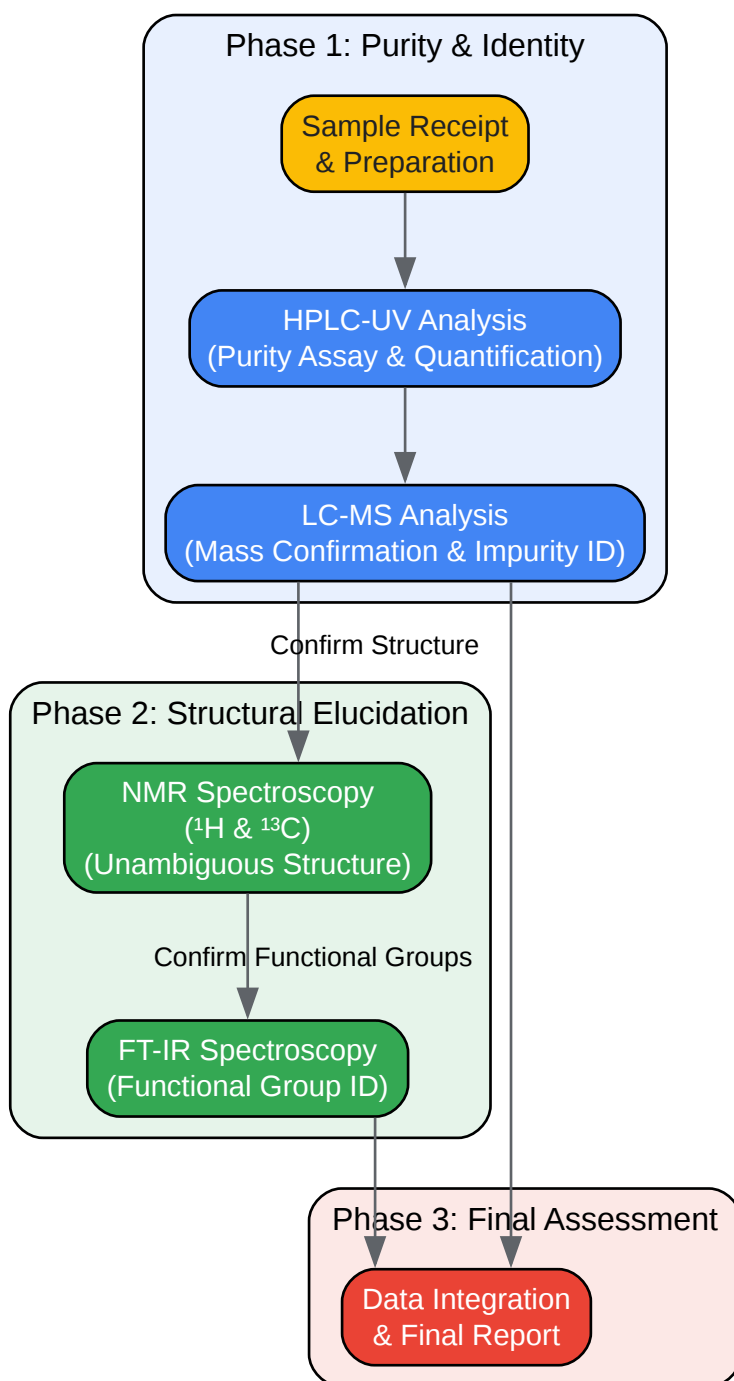 Phase 1: Purity & Identity
Sample Receipt
& Preparation
HPLC-UV Analysis
(Purity Assay & Quantification)
LC-MS Analysis
(Mass Confirmation & Impurity ID)
Confirm Structure
Phase 2: Structural Elucidation
NMR Spectroscopy
(¹H & ¹³C)
(Unambiguous Structure)
Confirm Functional Groups
FT-IR Spectroscopy
(Functional Group ID)
Phase 3: Final Assessment
Data Integration
& Final Report